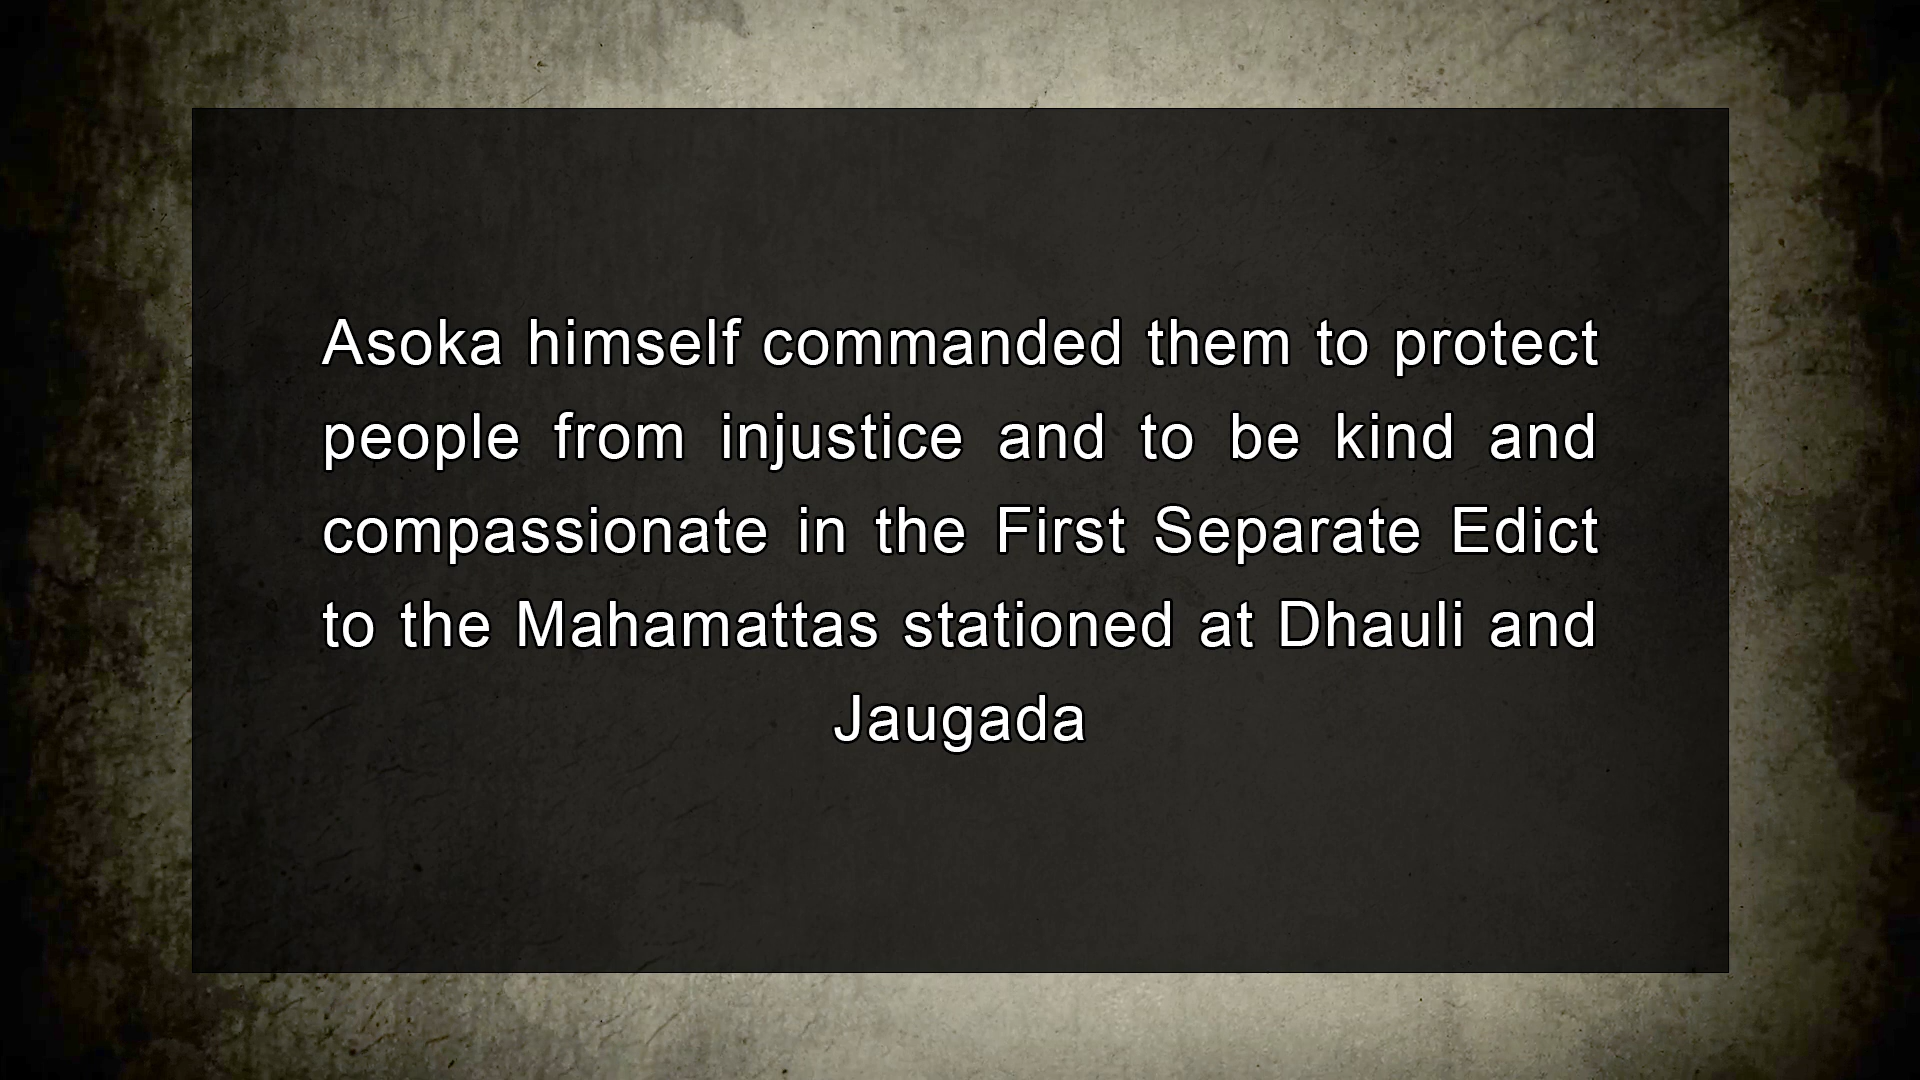 Asoka himself commanded them to protect
people from injustice and to be kind and
compassionate in the First Separate Edict
to the Mahamattas stationed at Dhauli and
Jaugada